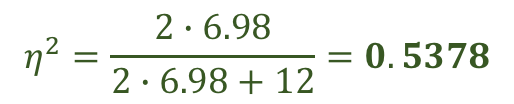 η² = 2 · 6.98 / 2 · 6.98 + 12 = 0.5378